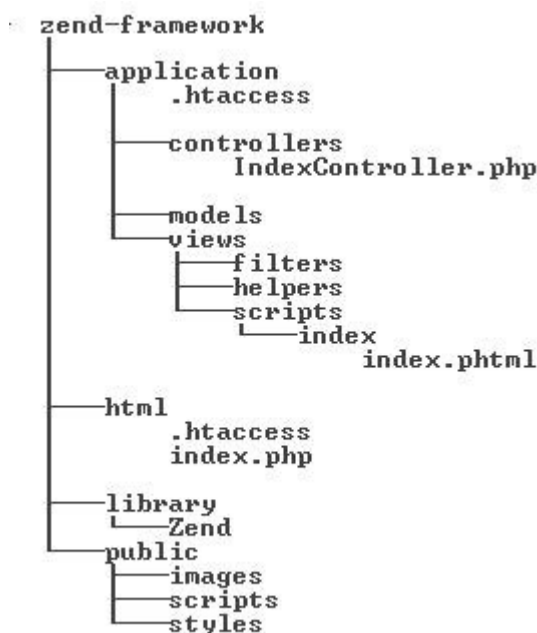 zend-framework
application
.htaccess
controllers
IndexController.php
models
views
filters
helpers
scripts
index
index.phtml
html
.htaccess
index.php
library
Zend
public
images
scripts
styles